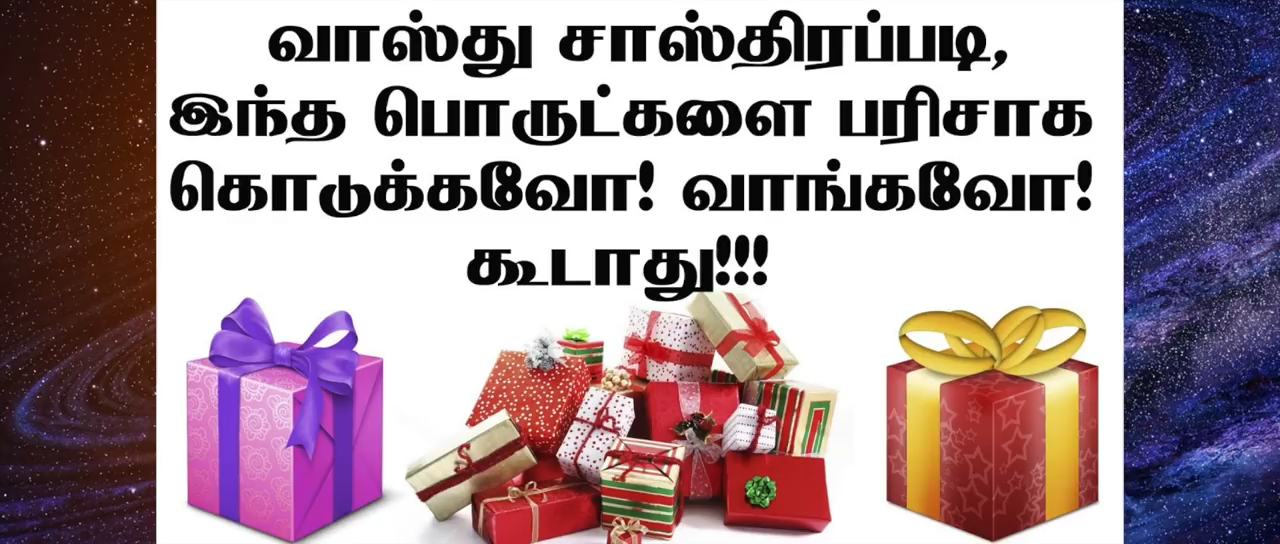 வாஸ்து சாஸ்திரப்படி,
இந்த பொருட்களை பரிசாக
கொடுக்கவோ! வாங்கவோ!
கூடாது!!!